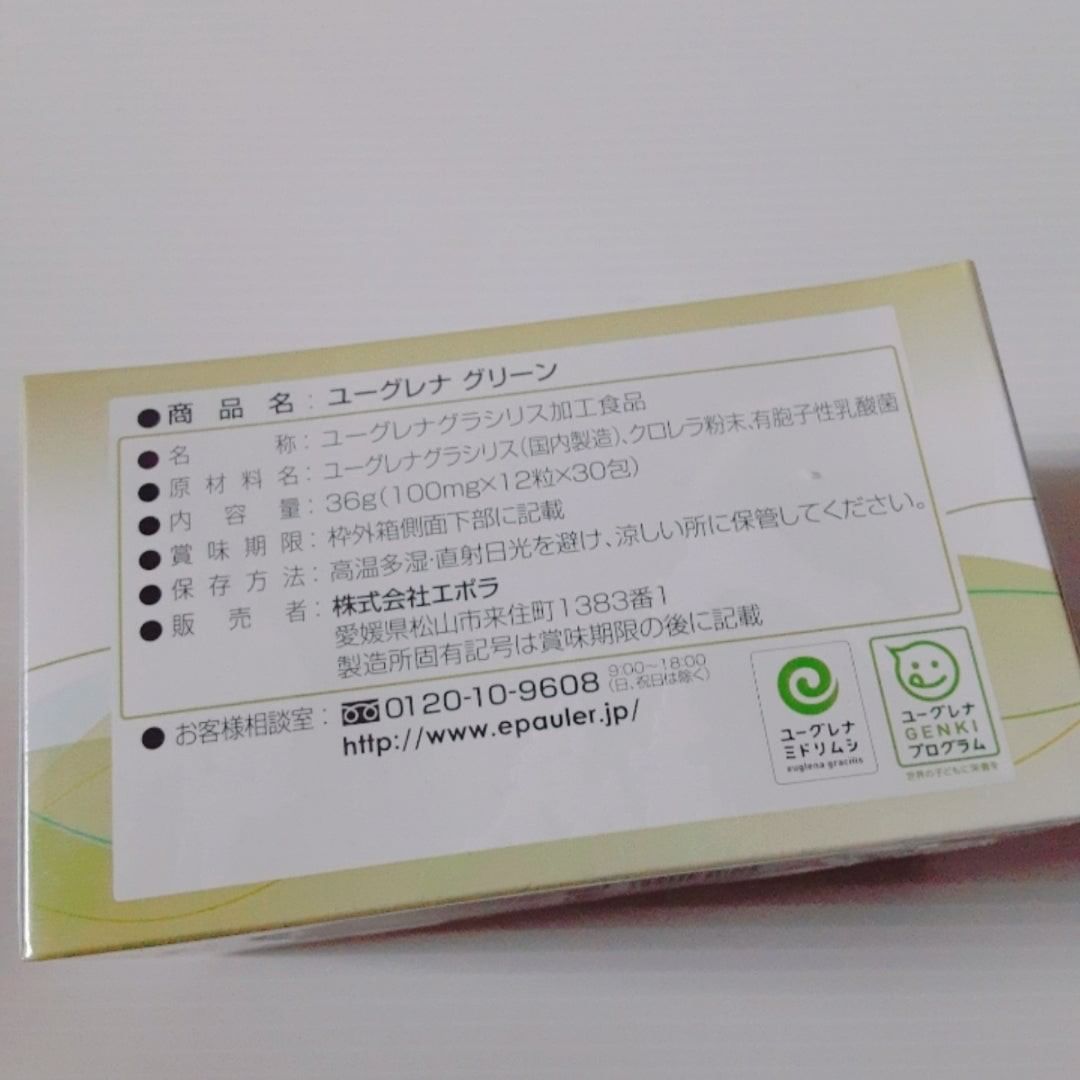 ●商品名：ユーグレナ グリーン
●名称：ユーグレナグラシリス加工食品
●原材料名：ユーグレナグラシリス(国内製造)、クロレラ粉末、有胞子性乳酸菌
●内容量：36g(100mg×12粒×30包)
●賞味期限：枠外箱側面下部に記載
●保存方法：高温多湿・直射日光を避け、涼しい所に保管してください。
●販売者：株式会社エポラ
愛媛県松山市来住町1383番1
製造所固有記号は賞味期限の後に記載
●お客様相談室：0120-10-9608 9:00～18:00
(日、祝日は除く)
http://www.epauler.jp/
ユーグレナ
ミドリムシ
euglena gracilis
ユーグレナ
GENKI
プログラム
世界の子どもに栄養を